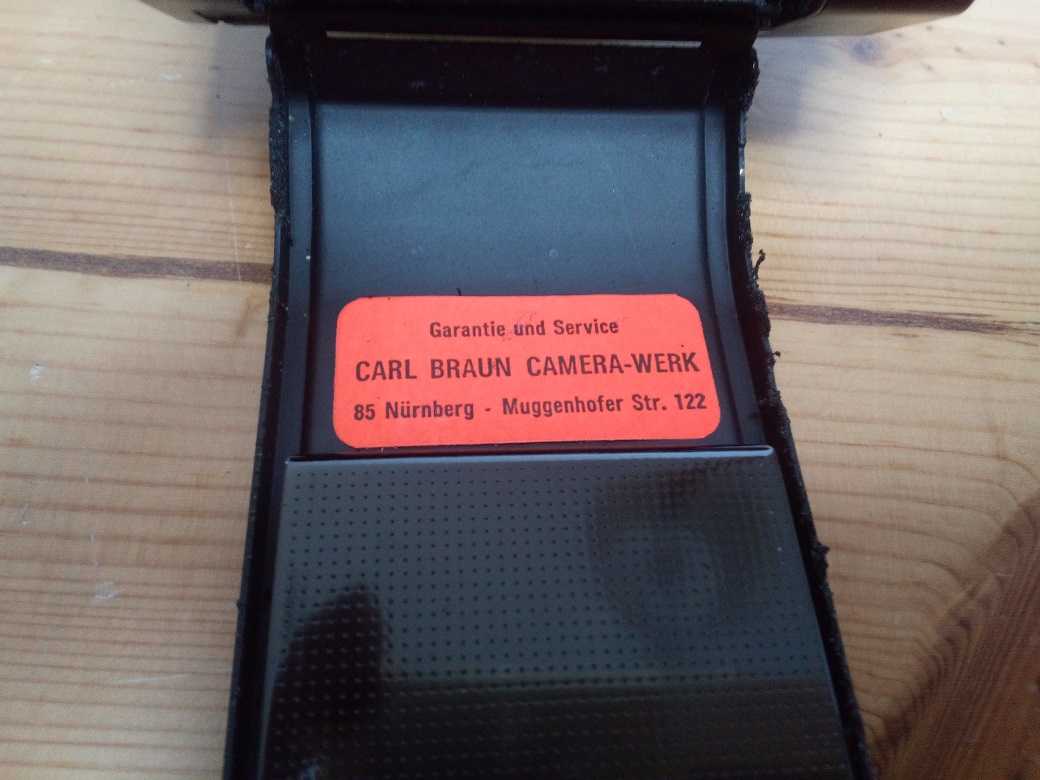 Garantie und Service
CARL BRAUN CAMERA-WERK
85 Nürnberg - Muggenhofer Str. 122